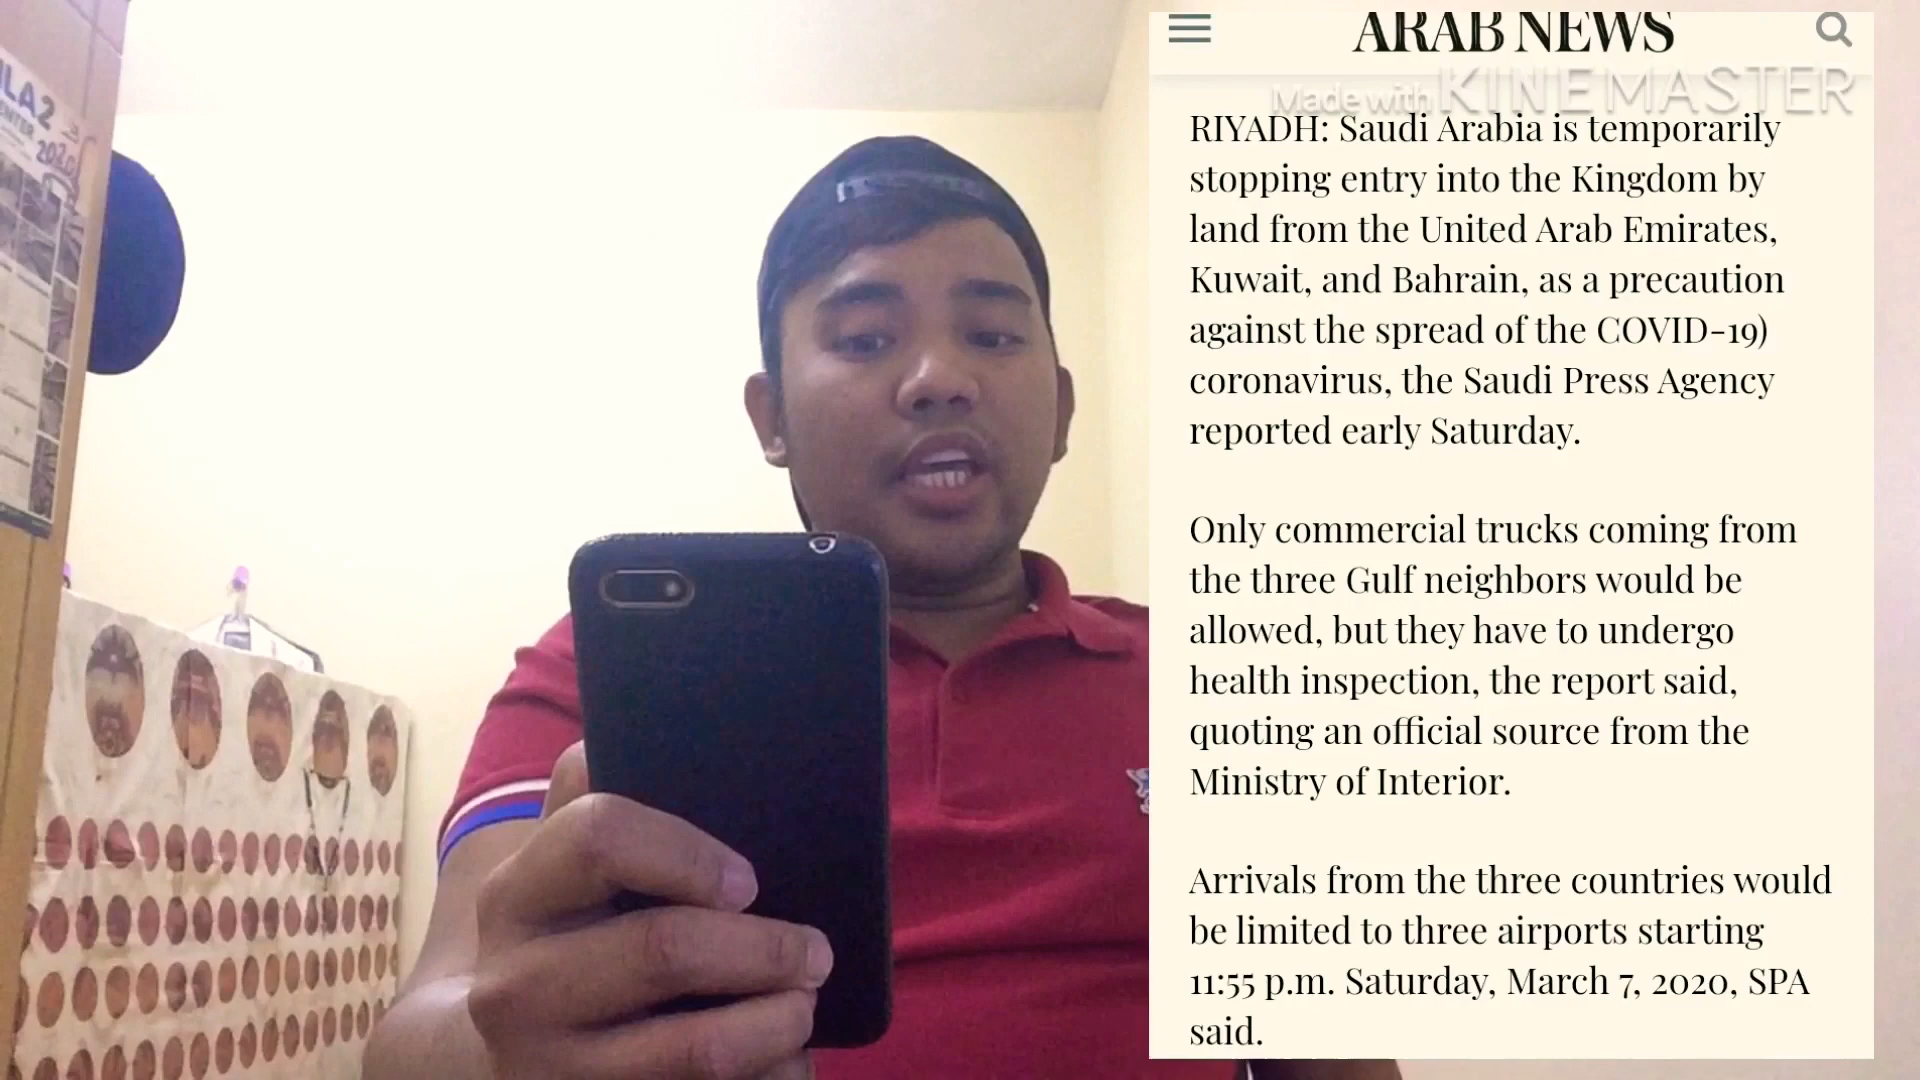 ILA2
ENTER
2020
ARAB NEWS
Made with KINEMASTER
RIYADH: Saudi Arabia is temporarily
stopping entry into the Kingdom by
land from the United Arab Emirates,
Kuwait, and Bahrain, as a precaution
against the spread of the COVID-19)
coronavirus, the Saudi Press Agency
reported early Saturday.
Only commercial trucks coming from
the three Gulf neighbors would be
allowed, but they have to undergo
health inspection, the report said,
quoting an official source from the
Ministry of Interior.
Arrivals from the three countries would
be limited to three airports starting
11:55 p.m. Saturday, March 7, 2020, SPA
said.